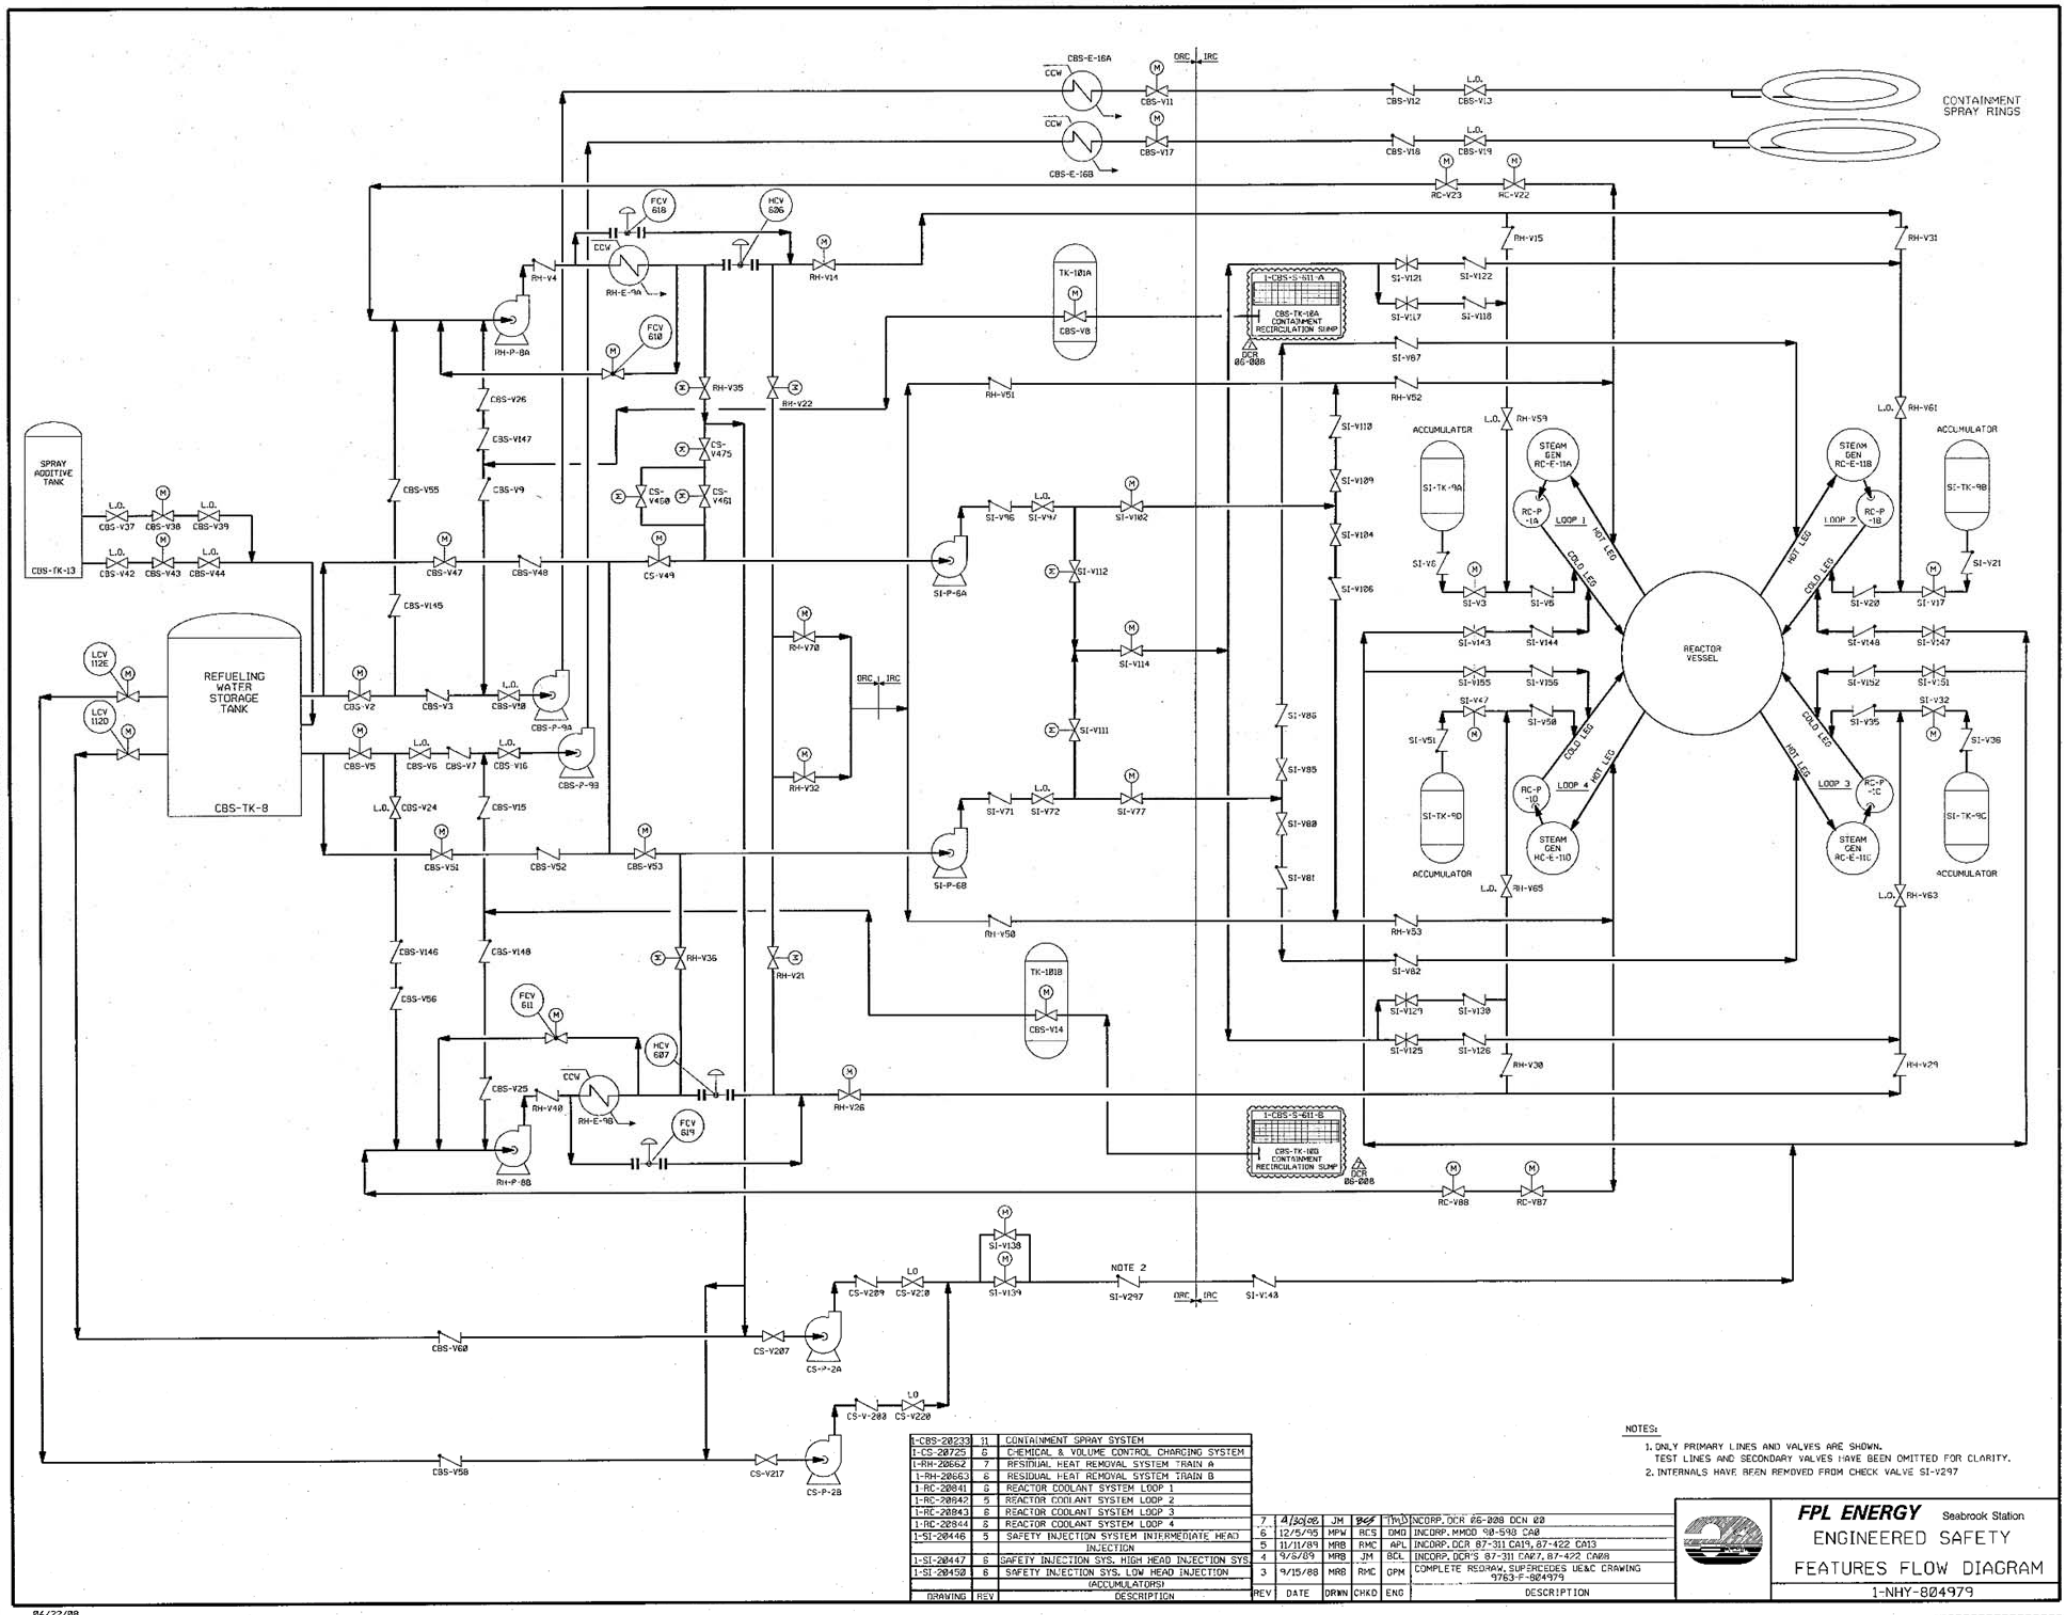 CBS-E-16A
CCW
M
CBS-V11
ORC
IRC
CBS-V12
L.O.
CBS-V13
CONTAINMENT
SPRAY RINGS
CCW
M
CBS-V17
CBS-E-16B
CBS-V18
L.O.
CBS-V19
M
RC-V23
M
RC-V22
FCV
618
HCV
606
CCW
RH-V4
RH-E-9A
M
RH-V14
RH-V15
RH-V31
TK-101A
M
CBS-V8
1-CBS-S-611-A
CBS-TK-10A
CONTAINMENT
RECIRCULATION SUMP
DCR
06-008
SI-V121
SI-V122
SI-V117
SI-V118
RH-P-8A
FCV
610
M
SI-V87
RH-V35
RH-V22
RH-V51
RH-V52
CBS-V26
CBS-V147
CS-
V475
SI-V110
L.O.
RH-V59
L.O.
RH-V61
SPRAY
ADDITIVE
TANK
CBS-TK-13
L.O.
CBS-V37
M
CBS-V38
L.O.
CBS-V39
L.O.
CBS-V42
M
CBS-V43
L.O.
CBS-V44
CBS-V55
CBS-V9
CS-
V460
CS-
V461
SI-V96
L.O.
SI-V97
M
SI-V102
SI-V109
SI-V104
SI-V106
ACCUMULATOR
SI-TK-9A
STEAM
GEN
RC-E-11A
RC-P
-1A
LOOP 1
HOT LEG
COLD LEG
STEAM
GEN
RC-E-11B
RC-P
-1B
LOOP 2
HOT LEG
COLD LEG
ACCUMULATOR
SI-TK-9B
M
CBS-V47
CBS-V48
M
CS-V49
SI-P-6A
SI-V112
SI-V6
M
SI-V3
SI-V5
SI-V20
M
SI-V17
SI-V21
CBS-V145
LCV
112E
M
LCV
112D
M
REFUELING
WATER
STORAGE
TANK
CBS-TK-8
M
CBS-V2
CBS-V3
L.O.
CBS-V10
CBS-P-9A
M
RH-V70
M
SI-V114
ORC
IRC
SI-V143
SI-V144
SI-V148
SI-V147
REACTOR
VESSEL
SI-V155
SI-V156
SI-V152
SI-V151
SI-V47
M
SI-V50
SI-V51
SI-V35
SI-V32
M
SI-V36
M
CBS-V5
L.O.
CBS-V6
CBS-V7
L.O.
CBS-V16
CBS-P-9B
SI-V111
SI-V86
SI-V85
M
RH-V32
L.O.
CBS-V24
CBS-V15
SI-V71
L.O.
SI-V72
M
SI-V77
SI-V80
SI-V81
COLD LEG
HOT LEG
LOOP 4
RC-P
-1D
STEAM
GEN
RC-E-11D
SI-TK-9D
ACCUMULATOR
COLD LEG
HOT LEG
LOOP 3
RC-P
-1C
STEAM
GEN
RC-E-11C
SI-TK-9C
ACCUMULATOR
M
CBS-V51
CBS-V52
M
CBS-V53
SI-P-6B
L.O.
RH-V65
L.O.
RH-V63
RH-V50
RH-V53
CBS-V146
CBS-V148
RH-V36
RH-V21
TK-101B
M
CBS-V14
SI-V82
CBS-V56
FCV
611
M
SI-V129
SI-V130
HCV
607
SI-V125
SI-V126
CBS-V25
CCW
RH-V40
RH-E-9B
M
RH-V26
RH-V30
RH-V29
FCV
619
RH-P-8B
1-CBS-S-611-B
CBS-TK-10B
CONTAINMENT
RECIRCULATION SUMP
DCR
06-008
M
RC-V88
M
RC-V87
M
SI-V138
M
SI-V139
CS-V209
LO
CS-V210
NOTE 2
SI-V297
ORC
IRC
SI-V140
CBS-V60
CS-V207
CS-P-2A
CS-V-200
LO
CS-V220
CBS-V58
CS-V217
CS-P-2B
NOTES:
1. ONLY PRIMARY LINES AND VALVES ARE SHOWN.
TEST LINES AND SECONDARY VALVES HAVE BEEN OMITTED FOR CLARITY.
2. INTERNALS HAVE BEEN REMOVED FROM CHECK VALVE SI-V297
1-CBS-20233 11 CONTAINMENT SPRAY SYSTEM
1-CS-20725 6 CHEMICAL & VOLUME CONTROL CHARGING SYSTEM
1-RH-20662 7 RESIDUAL HEAT REMOVAL SYSTEM TRAIN A
1-RH-20663 6 RESIDUAL HEAT REMOVAL SYSTEM TRAIN B
1-RC-20841 6 REACTOR COOLANT SYSTEM LOOP 1
1-RC-20842 5 REACTOR COOLANT SYSTEM LOOP 2
1-RC-20843 6 REACTOR COOLANT SYSTEM LOOP 3
1-RC-20844 6 REACTOR COOLANT SYSTEM LOOP 4
1-SI-20446 5 SAFETY INJECTION SYSTEM INTERMEDIATE HEAD
INJECTION
1-SI-20447 6 SAFETY INJECTION SYS. HIGH HEAD INJECTION SYS
1-SI-20450 6 SAFETY INJECTION SYS. LOW HEAD INJECTION
(ACCUMULATORS)
DRAWING REV DESCRIPTION
7 4/30/08 JM INCORP. DCR 06-008 DCN 00
6 12/5/95 MPW BCS DMD INCORP. MMOD 90-598 CA0
5 11/11/89 MRB RMC APL INCORP. DCR 87-311 CA19, 87-422 CA13
4 9/6/89 MRB JM BCL INCORP. DCR'S 87-311 CA07, 87-422 CA08
3 9/15/88 MRB RMC GPM COMPLETE REDRAW. SUPERCEDES UE&C CRAWING
9763-F-804979
REV DATE DRWN CHKD ENG DESCRIPTION
FPL ENERGY Seabrook Station
ENGINEERED SAFETY
FEATURES FLOW DIAGRAM
1-NHY-804979